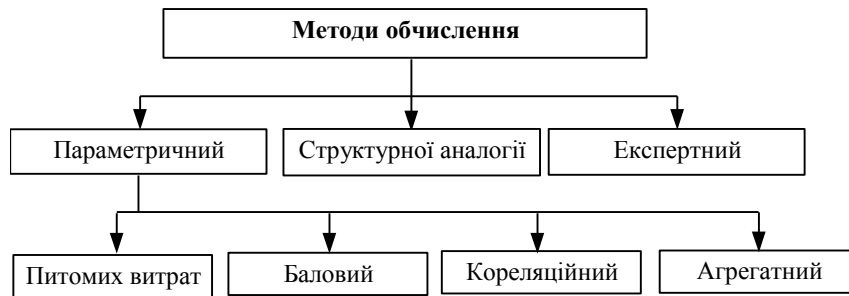 Методи обчислення
Параметричний
Структурної аналогії
Експертний
Питомих витрат
Баловий
Кореляційний
Агрегатний